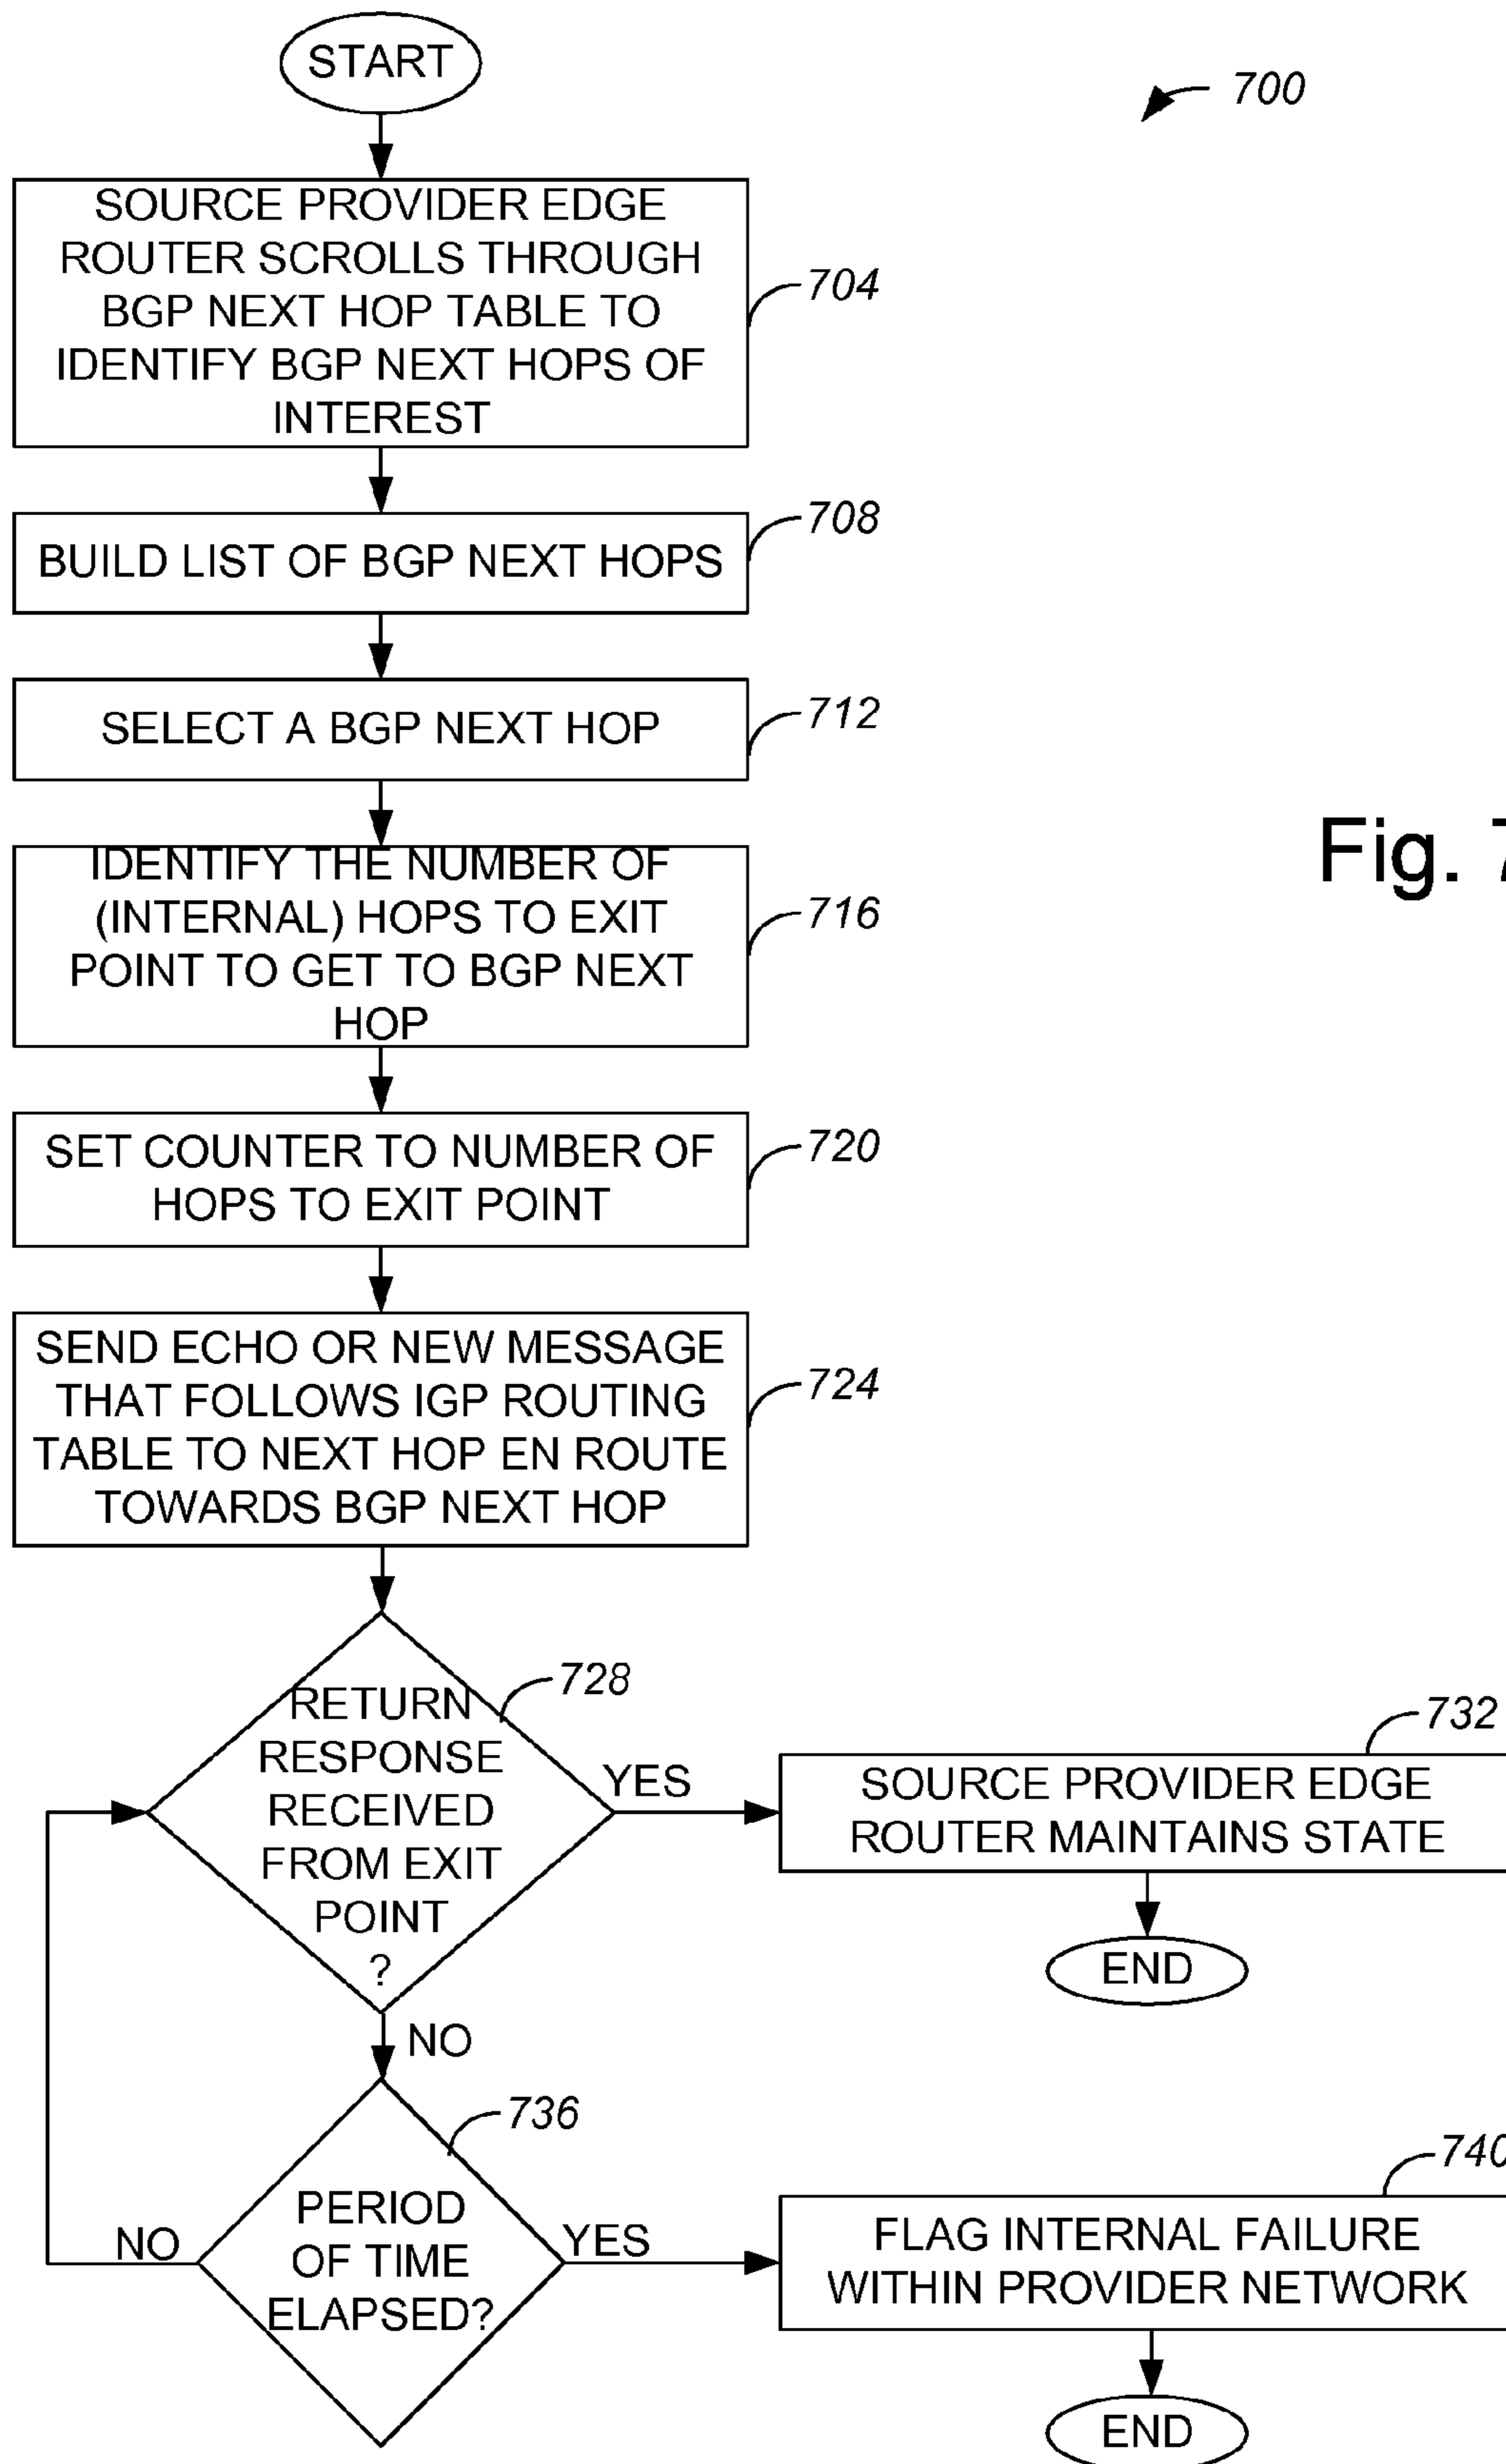 START
700
SOURCE PROVIDER EDGE
ROUTER SCROLLS THROUGH
BGP NEXT HOP TABLE TO
IDENTIFY BGP NEXT HOPS OF
INTEREST
704
BUILD LIST OF BGP NEXT HOPS
708
SELECT A BGP NEXT HOP
712
IDENTIFY THE NUMBER OF
(INTERNAL) HOPS TO EXIT
POINT TO GET TO BGP NEXT
HOP
716
Fig. 7
SET COUNTER TO NUMBER OF
HOPS TO EXIT POINT
720
SEND ECHO OR NEW MESSAGE
THAT FOLLOWS IGP ROUTING
TABLE TO NEXT HOP EN ROUTE
TOWARDS BGP NEXT HOP
724
RETURN
RESPONSE
RECEIVED
FROM EXIT
POINT
?
728
YES
732
SOURCE PROVIDER EDGE
ROUTER MAINTAINS STATE
END
NO
736
PERIOD
OF TIME
ELAPSED?
NO
YES
740
FLAG INTERNAL FAILURE
WITHIN PROVIDER NETWORK
END